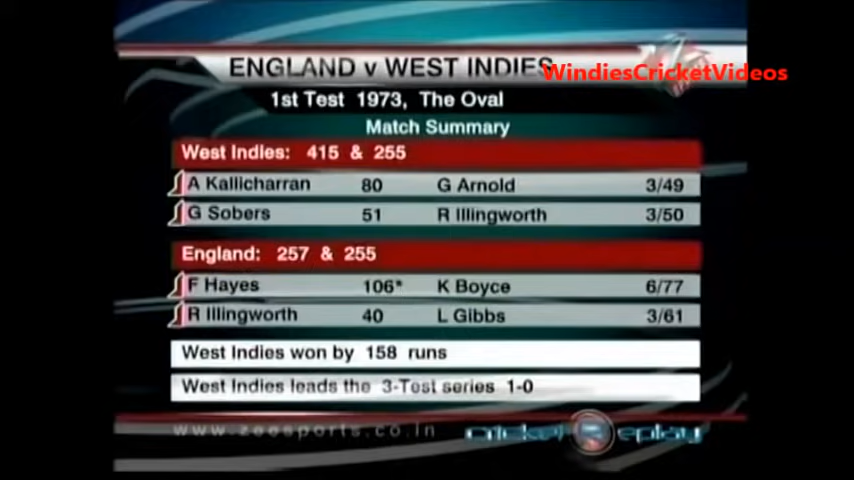 ENGLAND v WEST INDIES
WindiesCricketVideos
1st Test 1973, The Oval
Match Summary
West Indies: 415 & 255
A Kallicharran 80 G Arnold 3/49
G Sobers 51 R Illingworth 3/50
England: 257 & 255
F Hayes 106* K Boyce 6/77
R Illingworth 40 L Gibbs 3/61
West Indies won by 158 runs
West Indies leads the 3-Test series 1-0
www.zeesports.co.in cricket Replay